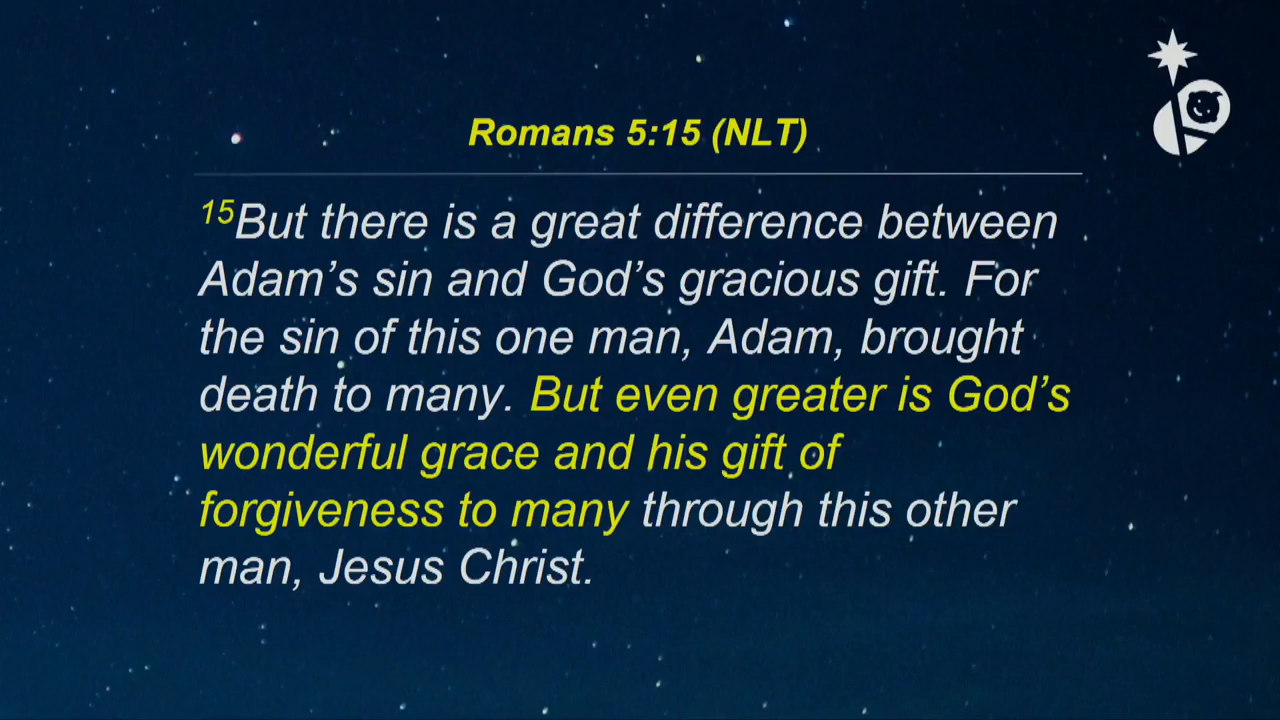 Romans 5:15 (NLT)
15But there is a great difference between
Adam’s sin and God’s gracious gift. For
the sin of this one man, Adam, brought
death to many. But even greater is God’s
wonderful grace and his gift of
forgiveness to many through this other
man, Jesus Christ.